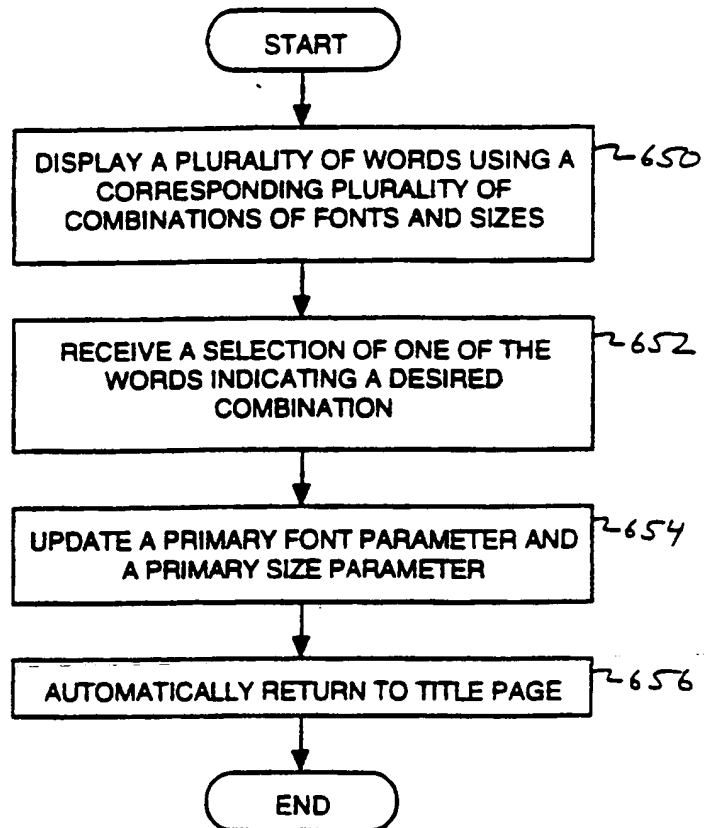 START
DISPLAY A PLURALITY OF WORDS USING A
CORRESPONDING PLURALITY OF
COMBINATIONS OF FONTS AND SIZES
650
RECEIVE A SELECTION OF ONE OF THE
WORDS INDICATING A DESIRED
COMBINATION
652
UPDATE A PRIMARY FONT PARAMETER AND
A PRIMARY SIZE PARAMETER
654
AUTOMATICALLY RETURN TO TITLE PAGE
656
END